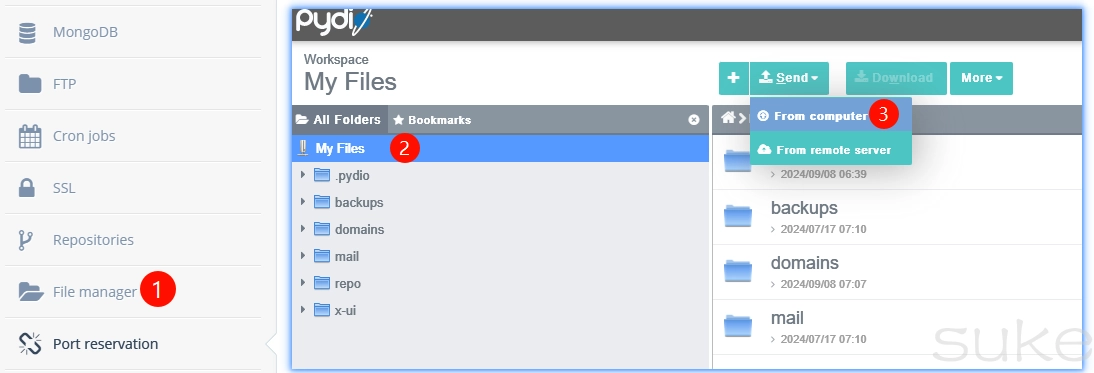 MongoDB
FTP
Cron jobs
SSL
Repositories
File manager 1
Port reservation
pydio
Workspace
My Files
Send
Download
More
All Folders
Bookmarks
My Files 2
.pydio
backups
domains
mail
repo
x-ui
From computer 3
From remote server
2024/09/08 06:39
backups
2024/07/17 07:10
domains
2024/09/08 07:07
mail
2024/07/17 07:10
suke